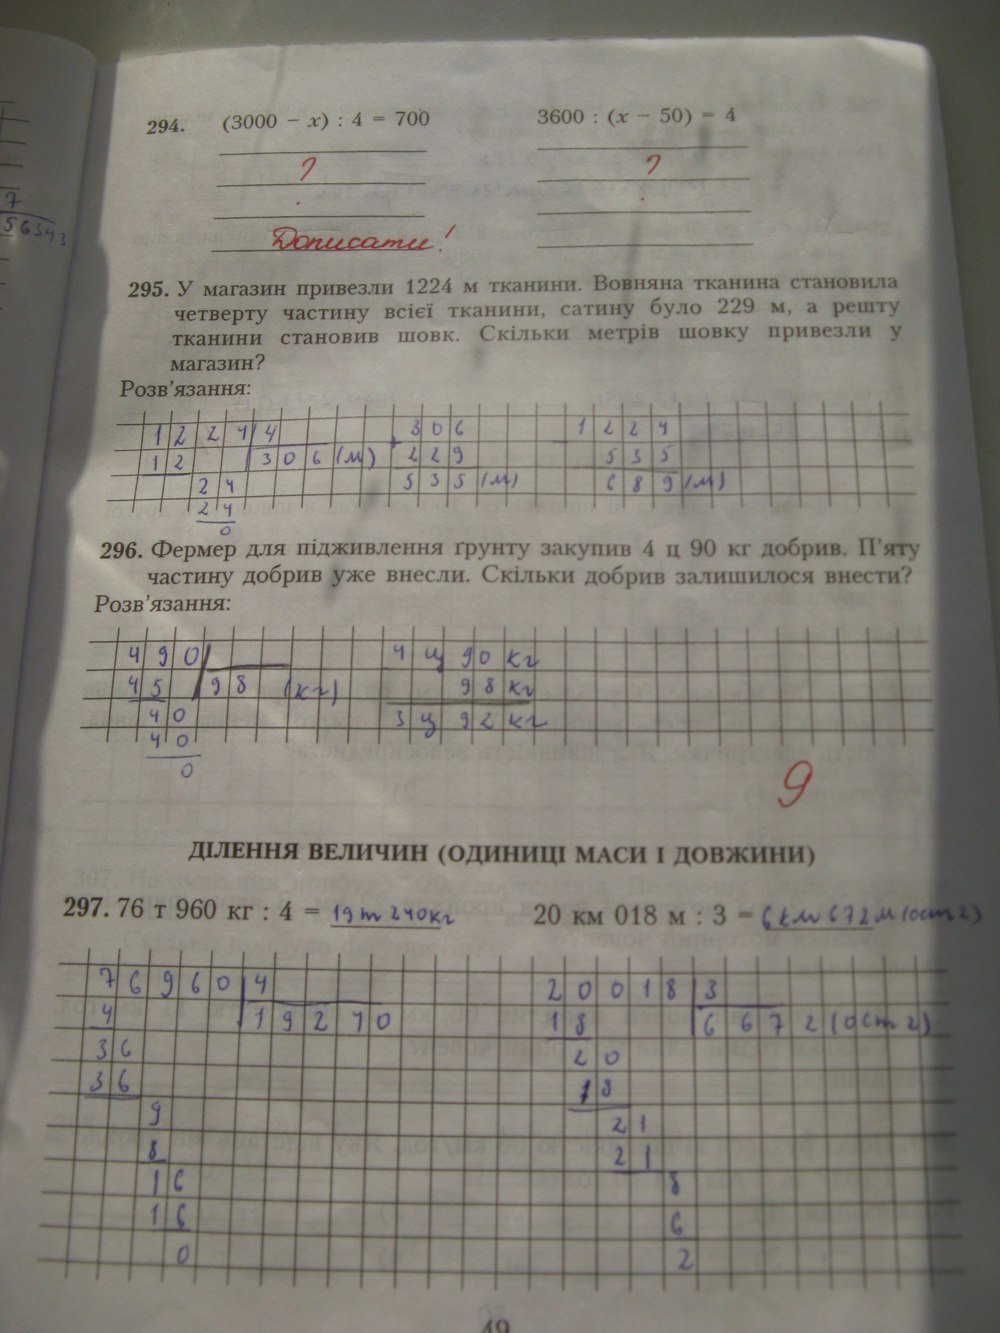 7
56343
294. (3000 − x) : 4 = 700 3600 : (x − 50) = 4
? ?
Дописати!
295. У магазин привезли 1224 м тканини. Вовняна тканина становила
четверту частину всієї тканини, сатину було 229 м, а решту
тканини становив шовк. Скільки метрів шовку привезли у
магазин?
Розв’язання:
1224 4 + 306 − 1224
12 306 (м) 229 535
24 535 (м) 689 (м)
24
0
296. Фермер для підживлення ґрунту закупив 4 ц 90 кг добрив. П’яту
частину добрив уже внесли. Скільки добрив залишилося внести?
Розв’язання:
490 4 ц 90 кг
45 98 (кг) 98 кг
40 3 ц 92 кг
40
0
9
ДІЛЕННЯ ВЕЛИЧИН (ОДИНИЦІ МАСИ І ДОВЖИНИ)
297. 76 т 960 кг : 4 = 19 т 240 кг 20 км 018 м : 3 = 6 км 672 м (ост 2)
76960 4 20018 3
4 19240 18 6672 (ост 2)
36 20
36 18
9 21
8 21
16 8
16 6
0 2
49